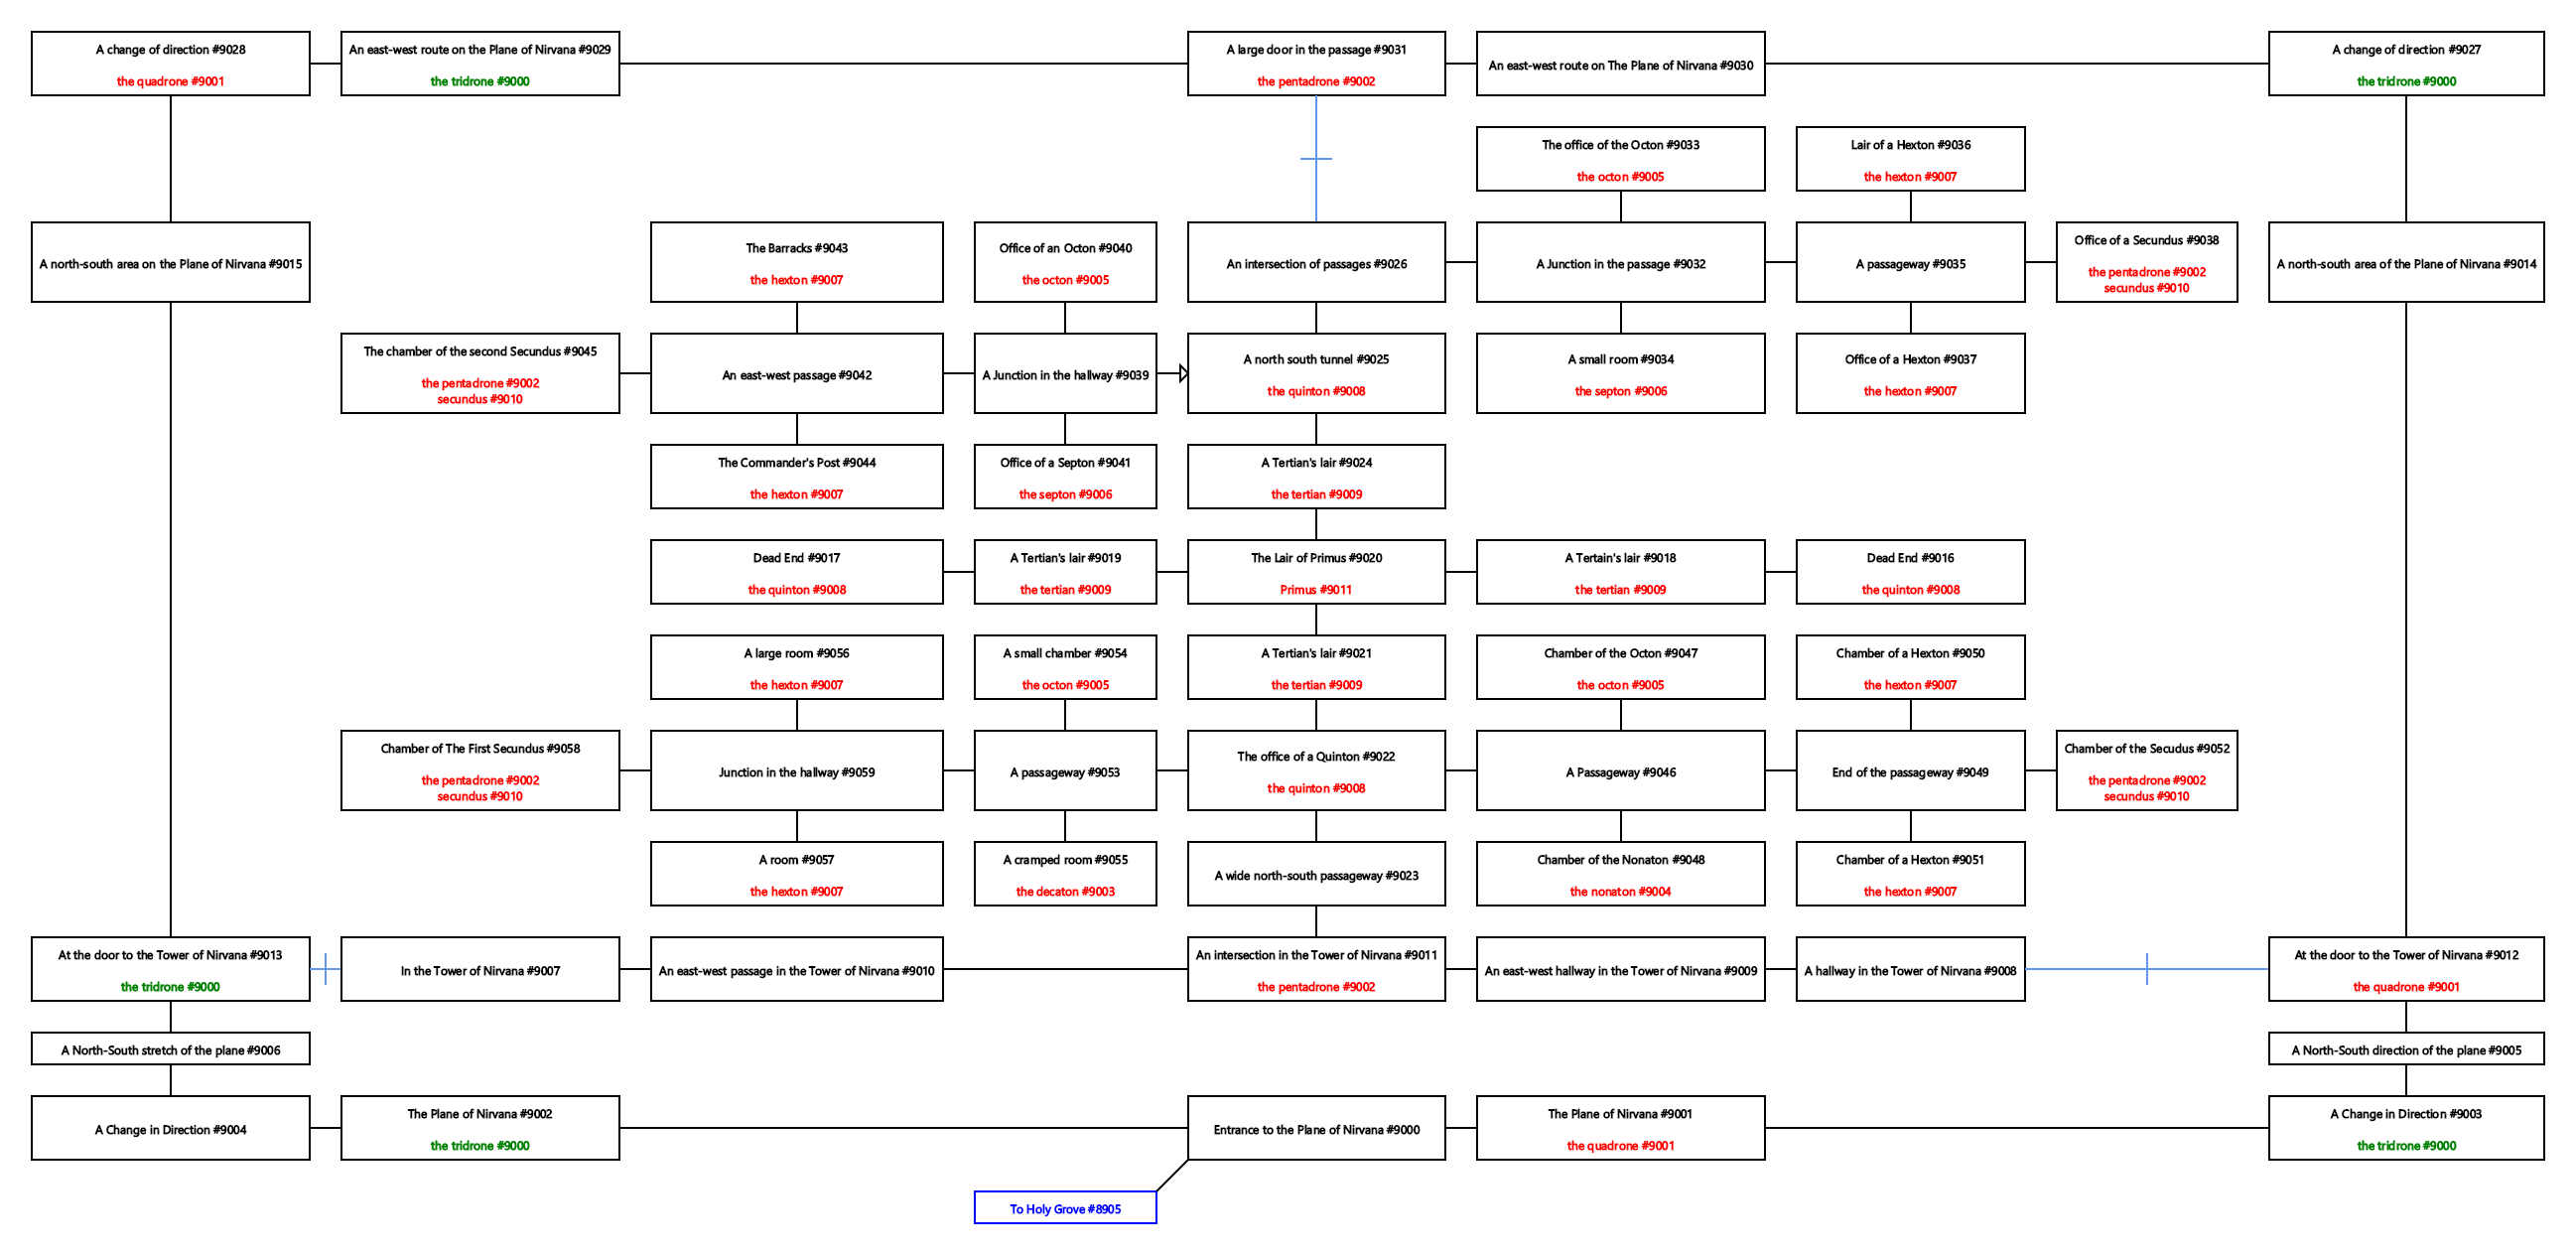 A change of direction #9028
the quadrone #9001
An east-west route on the Plane of Nirvana #9029
the tridrone #9000
A large door in the passage #9031
the pentadrone #9002
An east-west route on The Plane of Nirvana #9030
A change of direction #9027
the tridrone #9000
The office of the Octon #9033
the octon #9005
Lair of a Hexton #9036
the hexton #9007
A north-south area on the Plane of Nirvana #9015
The Barracks #9043
the hexton #9007
Office of an Octon #9040
the octon #9005
An intersection of passages #9026
A Junction in the passage #9032
A passageway #9035
Office of a Secundus #9038
the pentadrone #9002
secundus #9010
A north-south area of the Plane of Nirvana #9014
The chamber of the second Secundus #9045
the pentadrone #9002
secundus #9010
An east-west passage #9042
A Junction in the hallway #9039
A north south tunnel #9025
the quinton #9008
A small room #9034
the septon #9006
Office of a Hexton #9037
the hexton #9007
The Commander's Post #9044
the hexton #9007
Office of a Septon #9041
the septon #9006
A Tertian's lair #9024
the tertian #9009
Dead End #9017
the quinton #9008
A Tertian's lair #9019
the tertian #9009
The Lair of Primus #9020
Primus #9011
A Tertain's lair #9018
the tertian #9009
Dead End #9016
the quinton #9008
A large room #9056
the hexton #9007
A small chamber #9054
the octon #9005
A Tertian's lair #9021
the tertian #9009
Chamber of the Octon #9047
the octon #9005
Chamber of a Hexton #9050
the hexton #9007
Chamber of The First Secundus #9058
the pentadrone #9002
secundus #9010
Junction in the hallway #9059
A passageway #9053
The office of a Quinton #9022
the quinton #9008
A Passageway #9046
End of the passageway #9049
Chamber of the Secudus #9052
the pentadrone #9002
secundus #9010
A room #9057
the hexton #9007
A cramped room #9055
the decaton #9003
A wide north-south passageway #9023
Chamber of the Nonaton #9048
the nonaton #9004
Chamber of a Hexton #9051
the hexton #9007
At the door to the Tower of Nirvana #9013
the tridrone #9000
In the Tower of Nirvana #9007
An east-west passage in the Tower of Nirvana #9010
An intersection in the Tower of Nirvana #9011
the pentadrone #9002
An east-west hallway in the Tower of Nirvana #9009
A hallway in the Tower of Nirvana #9008
At the door to the Tower of Nirvana #9012
the quadrone #9001
A North-South stretch of the plane #9006
A North-South direction of the plane #9005
A Change in Direction #9004
The Plane of Nirvana #9002
the tridrone #9000
Entrance to the Plane of Nirvana #9000
The Plane of Nirvana #9001
the quadrone #9001
A Change in Direction #9003
the tridrone #9000
To Holy Grove #8905